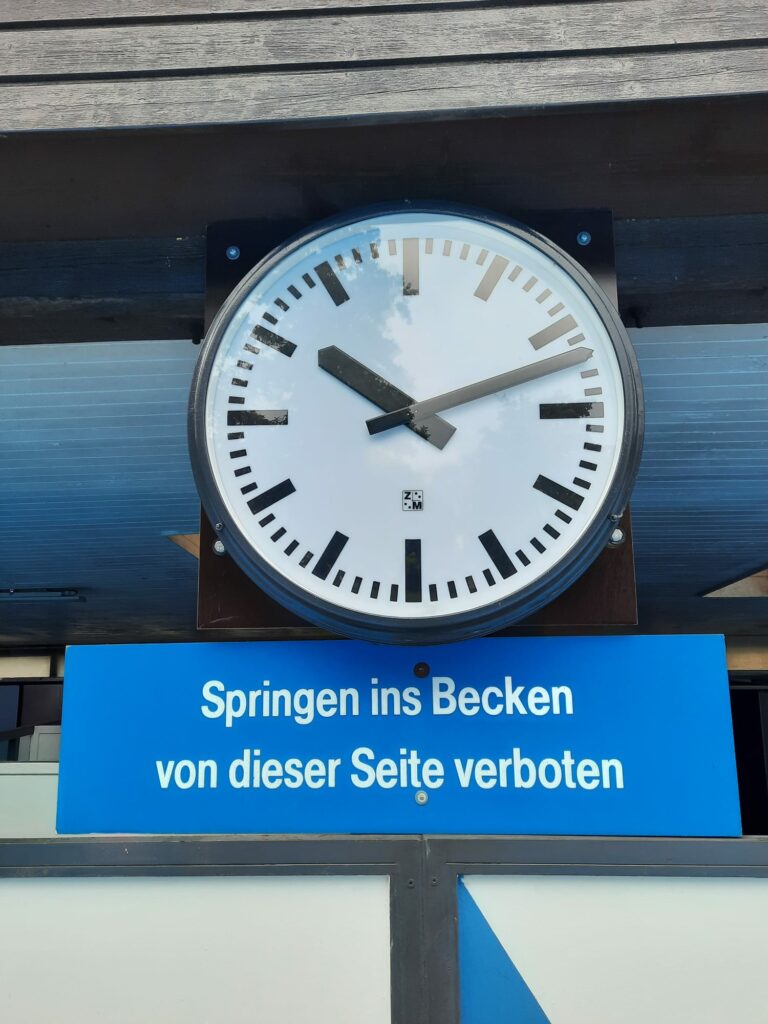 Z
M
Springen ins Becken
von dieser Seite verboten